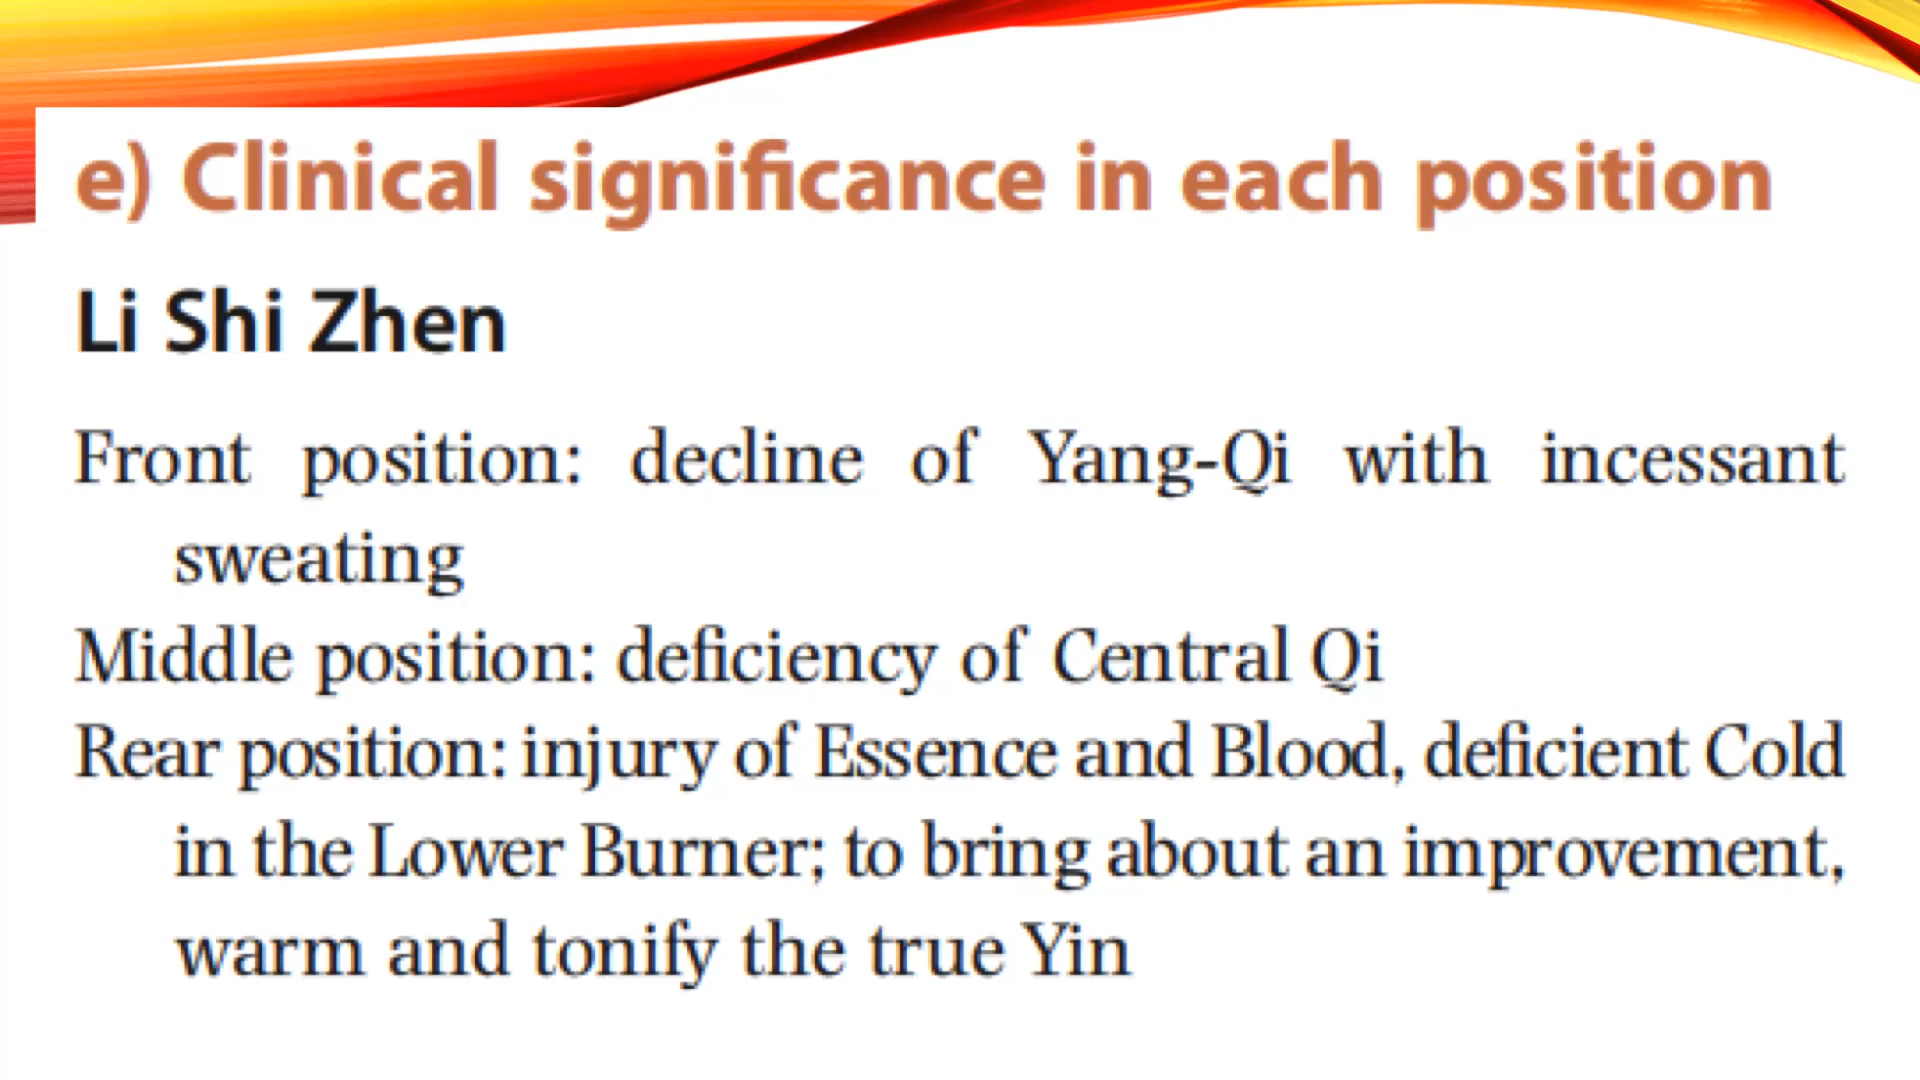 e) Clinical significance in each position
Li Shi Zhen
Front position: decline of Yang-Qi with incessant
sweating
Middle position: deficiency of Central Qi
Rear position: injury of Essence and Blood, deficient Cold
in the Lower Burner; to bring about an improvement,
warm and tonify the true Yin